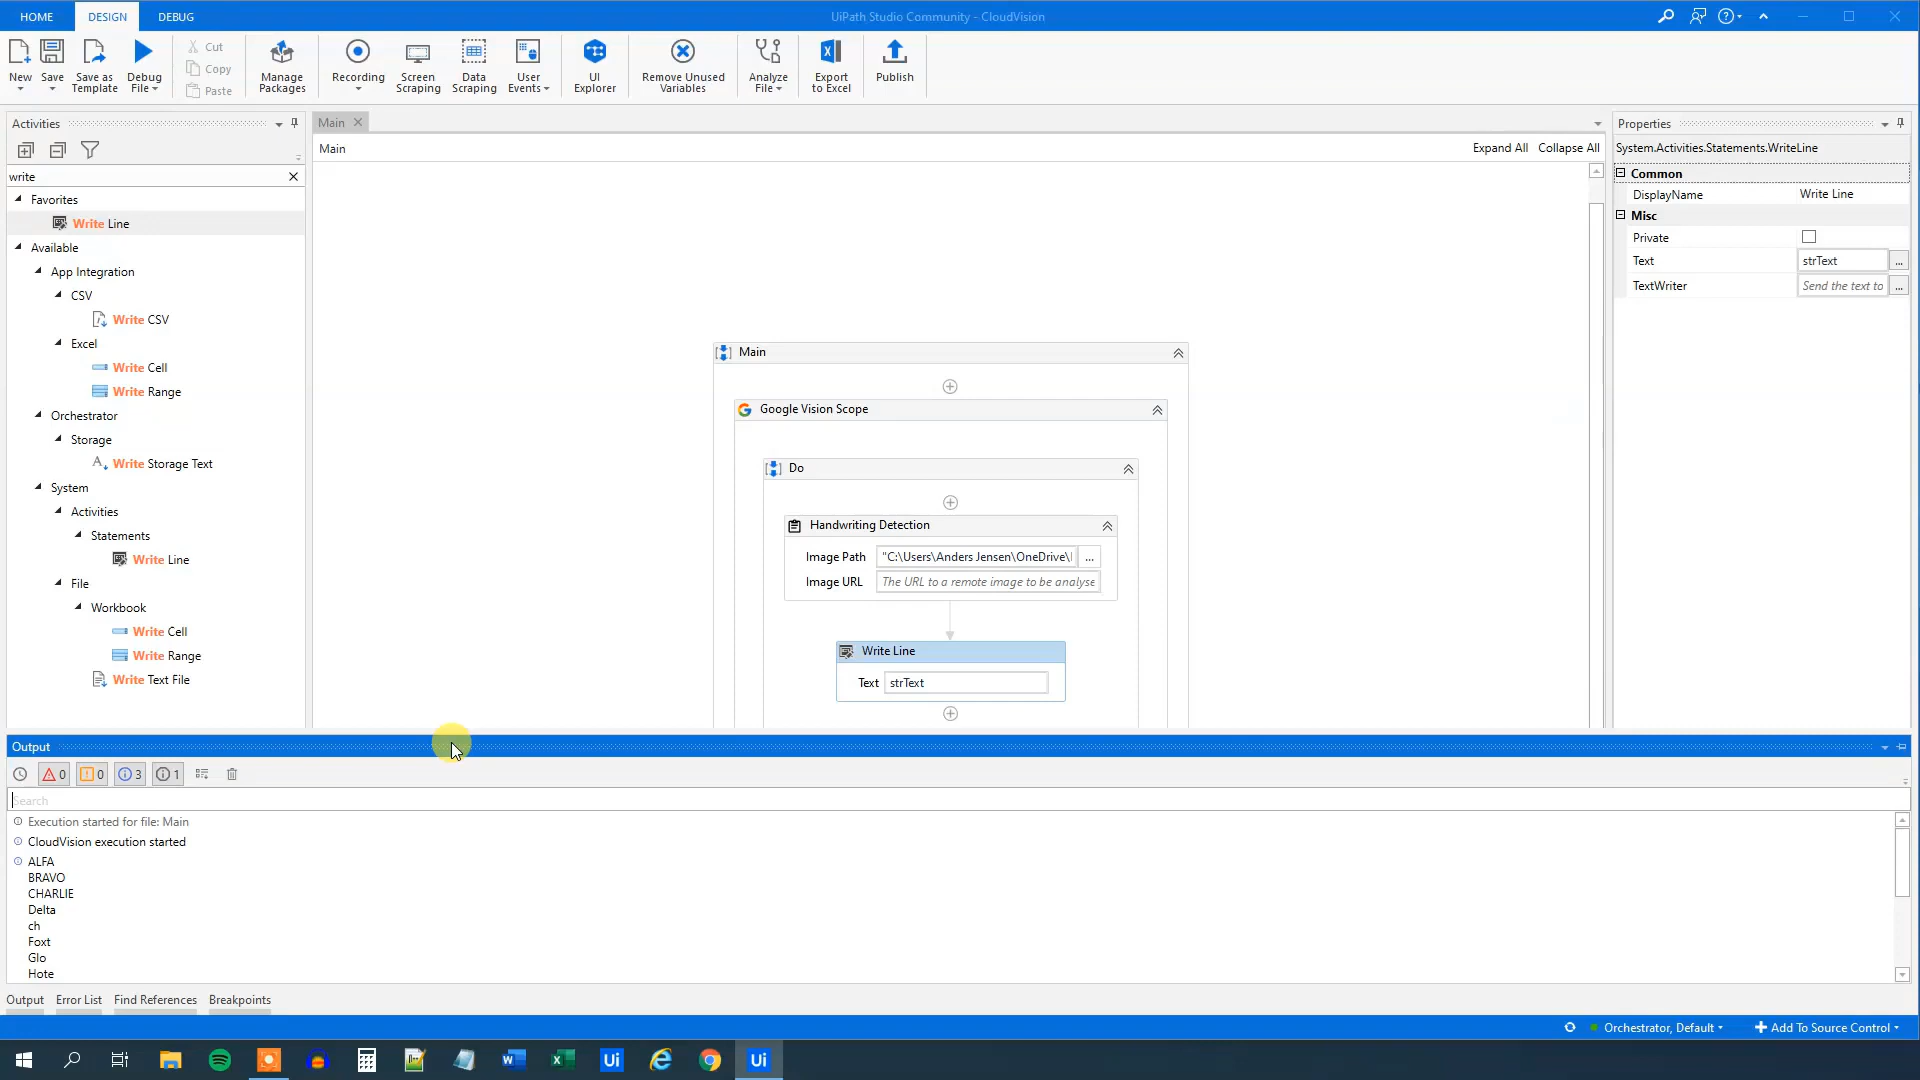 HOME DESIGN DEBUG UiPath Studio Community - CloudVision
New Save Save as Template Debug File Cut Copy Paste Manage Packages Recording Screen Scraping Data Scraping User Events UI Explorer Remove Unused Variables Analyze File Export to Excel Publish
Activities
write
Favorites
Write Line
Available
App Integration
CSV
Write CSV
Excel
Write Cell
Write Range
Orchestrator
Storage
Write Storage Text
System
Activities
Statements
Write Line
File
Workbook
Write Cell
Write Range
Write Text File
Main
Main Expand All Collapse All
Main
Google Vision Scope
Do
Handwriting Detection
Image Path "C:\Users\Anders Jensen\OneDrive\ ...
Image URL The URL to a remote image to be analyse
Write Line
Text strText
Properties
System.Activities.Statements.WriteLine
Common
DisplayName Write Line
Misc
Private
Text strText ...
TextWriter Send the text to ...
Output
0 0 3 1
Search
Execution started for file: Main
CloudVision execution started
ALFA
BRAVO
CHARLIE
Delta
ch
Foxt
Glo
Hote
Output Error List Find References Breakpoints
Orchestrator, Default Add To Source Control